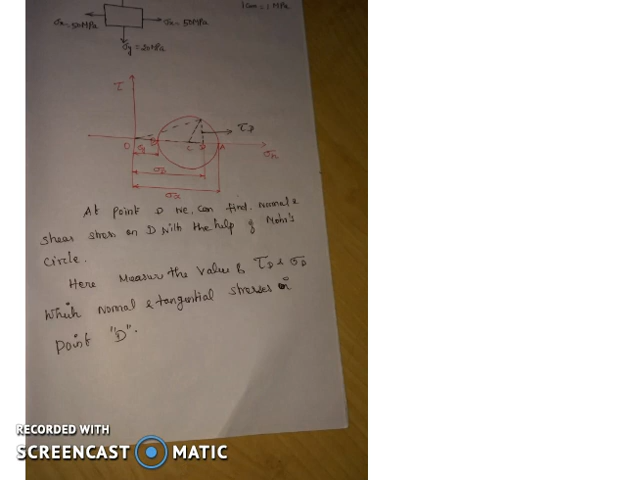 1cm = 1 MPa
σx = 50MPa
σx = 50MPa
σy = 20MPa
τ
τD
O σy B C D A σn
σD
σx
At point D we, can find. normal &
shear stress on D with the help of Mohr's
circle.
Here Measure the value of τD & σD
which normal & tangential stresses on
point "D".
RECORDED WITH
SCREENCAST MATIC